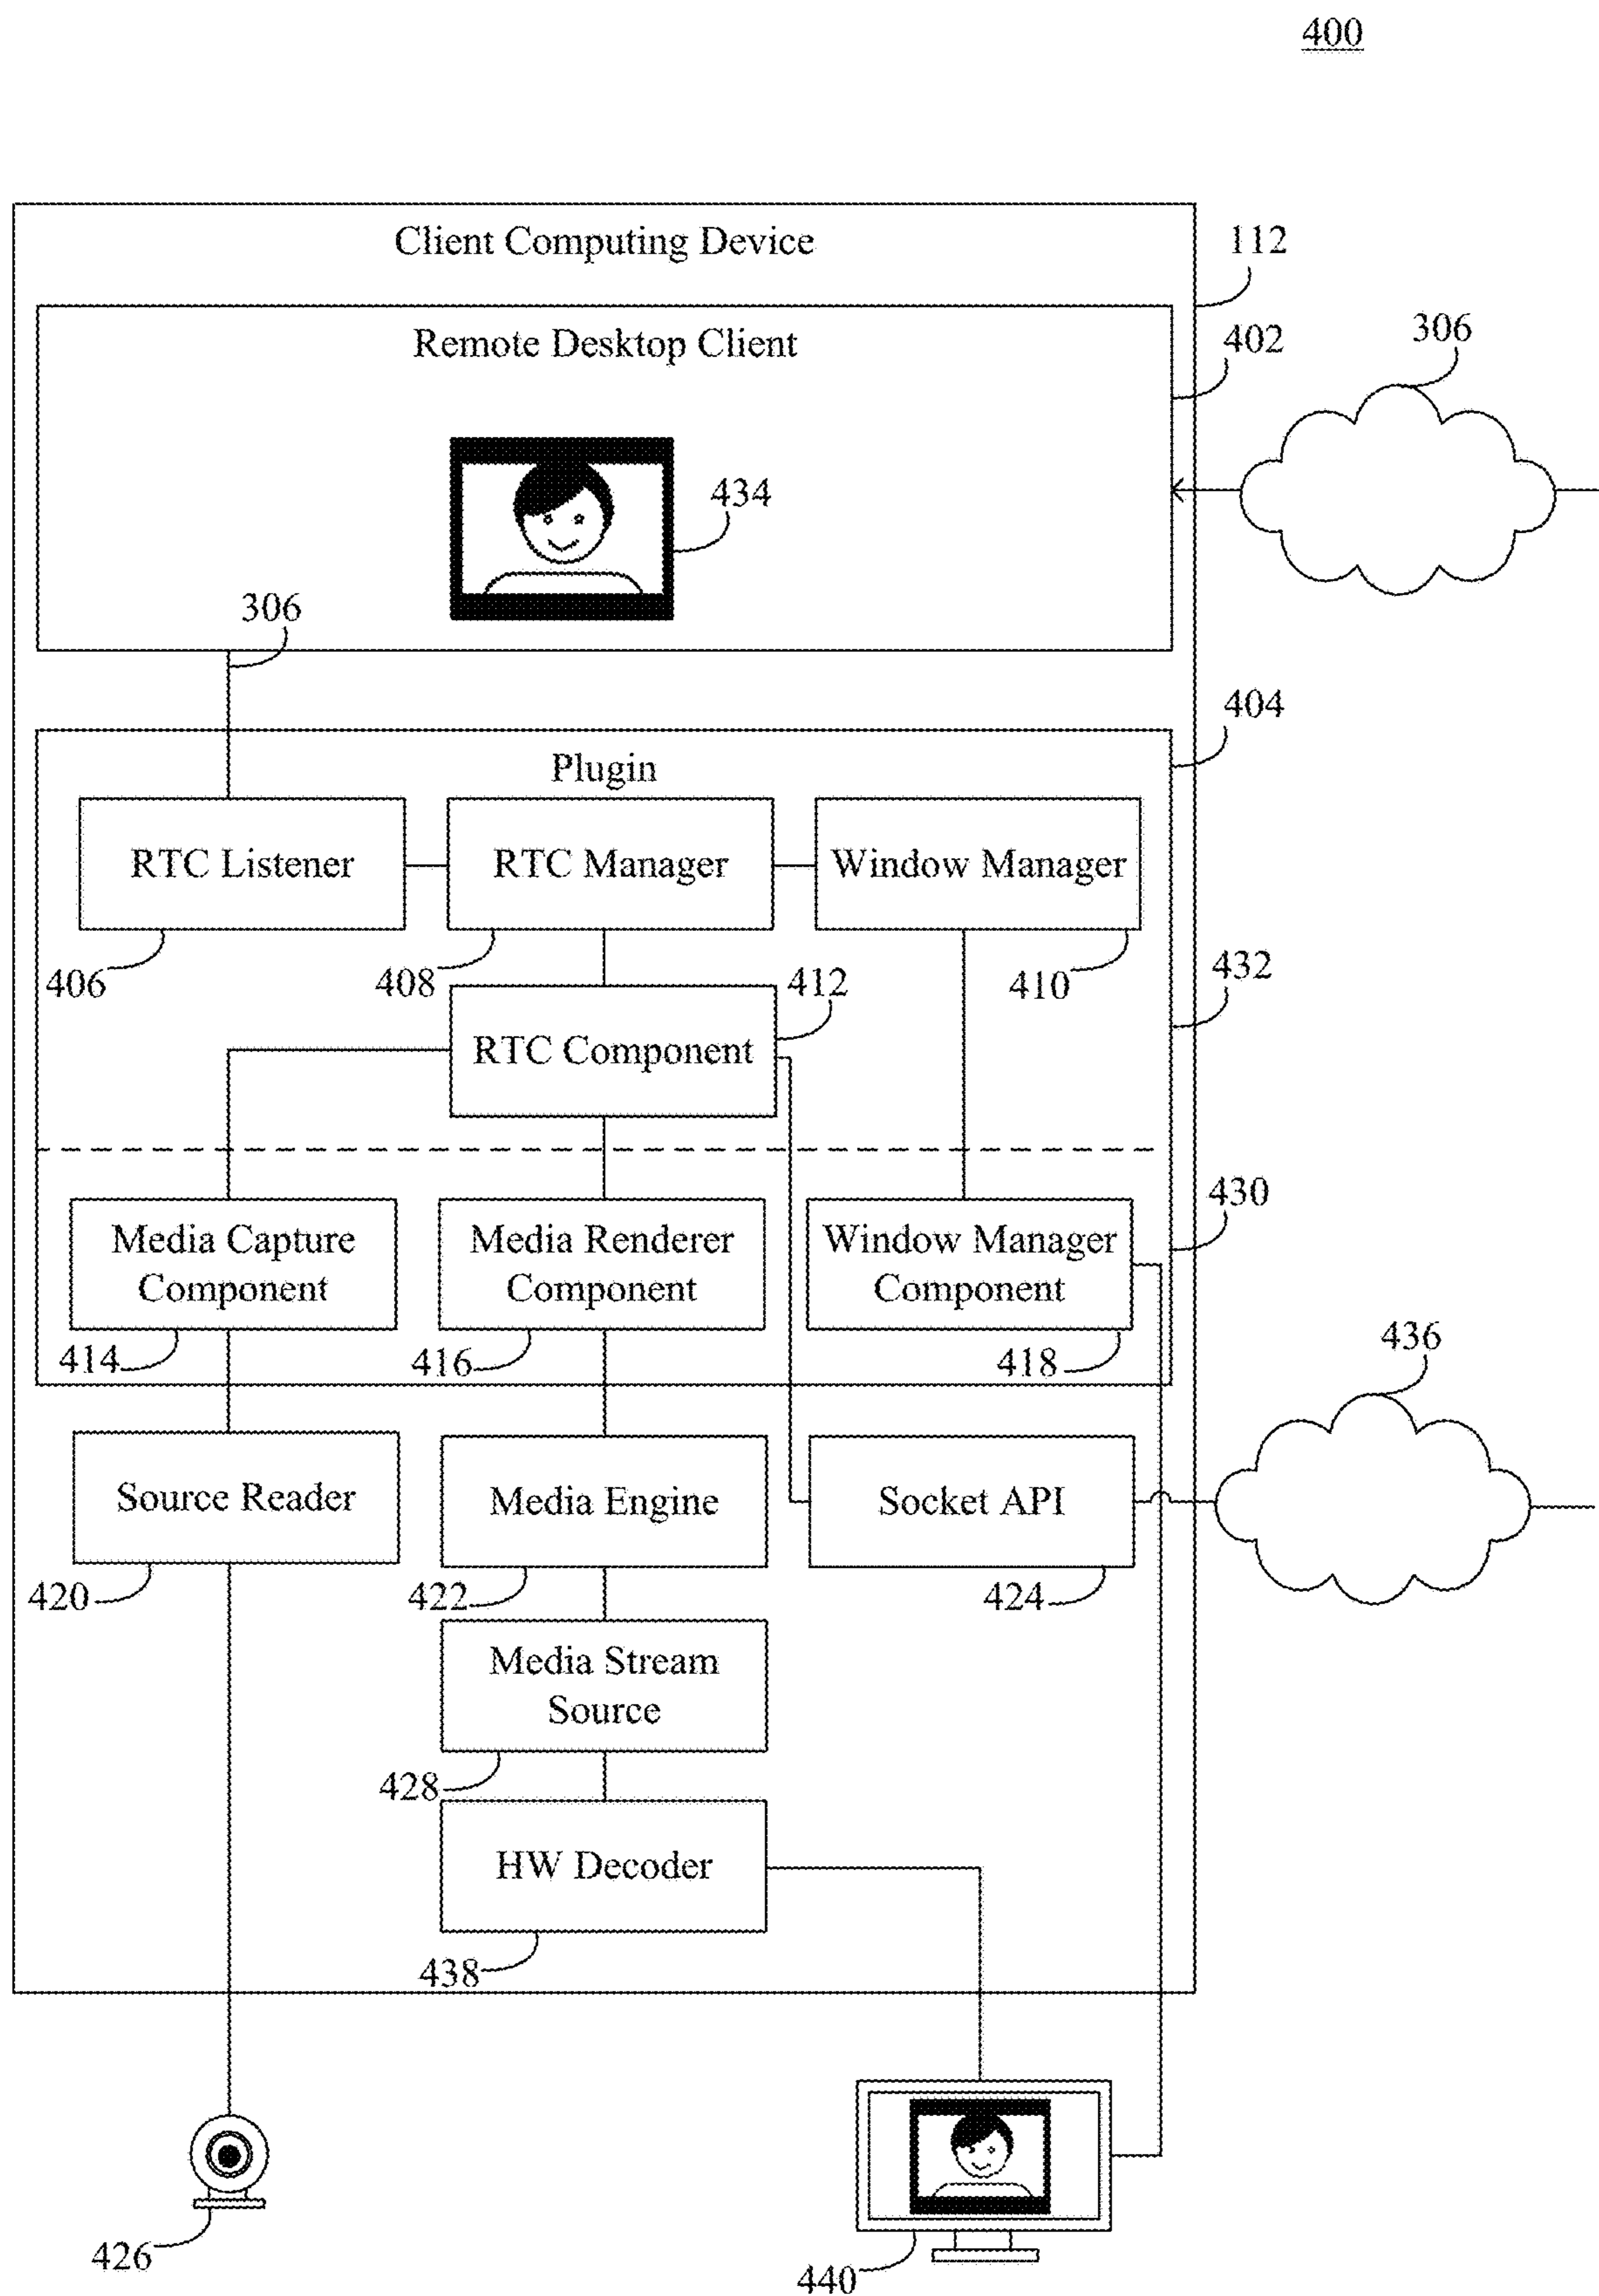 400
Client Computing Device
112
Remote Desktop Client
402
306
434
306
404
Plugin
RTC Listener
RTC Manager
Window Manager
406
408
412
410
432
RTC Component
430
Media Capture
Component
Media Renderer
Component
Window Manager
Component
414
416
418
436
Source Reader
Media Engine
Socket API
420
422
424
Media Stream
Source
428
HW Decoder
438
426
440